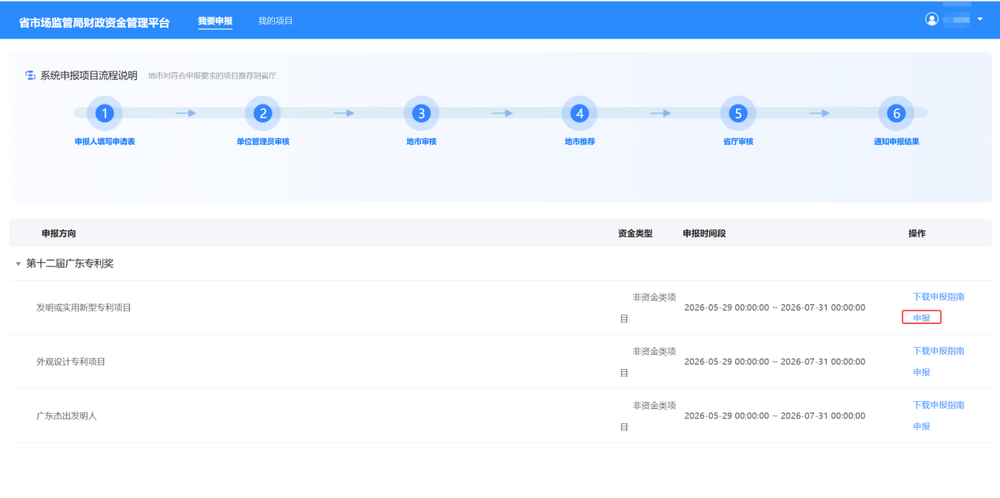 省市场监管局财政资金管理平台 我要申报 我的项目
系统申报项目流程说明 地市对符合申报要求的项目推荐到省厅
1 2 3 4 5 6
申报人填写申请表 单位管理员审核 地市审核 地市推荐 省厅审核 通知申报结果
申报方向 资金类型 申报时间段 操作
第十二届广东专利奖
发明或实用新型专利项目 非资金类项目 2026-05-29 00:00:00 ~ 2026-07-31 00:00:00 下载申报指南
申报
外观设计专利项目 非资金类项目 2026-05-29 00:00:00 ~ 2026-07-31 00:00:00 下载申报指南
申报
广东杰出发明人 非资金类项目 2026-05-29 00:00:00 ~ 2026-07-31 00:00:00 下载申报指南
申报